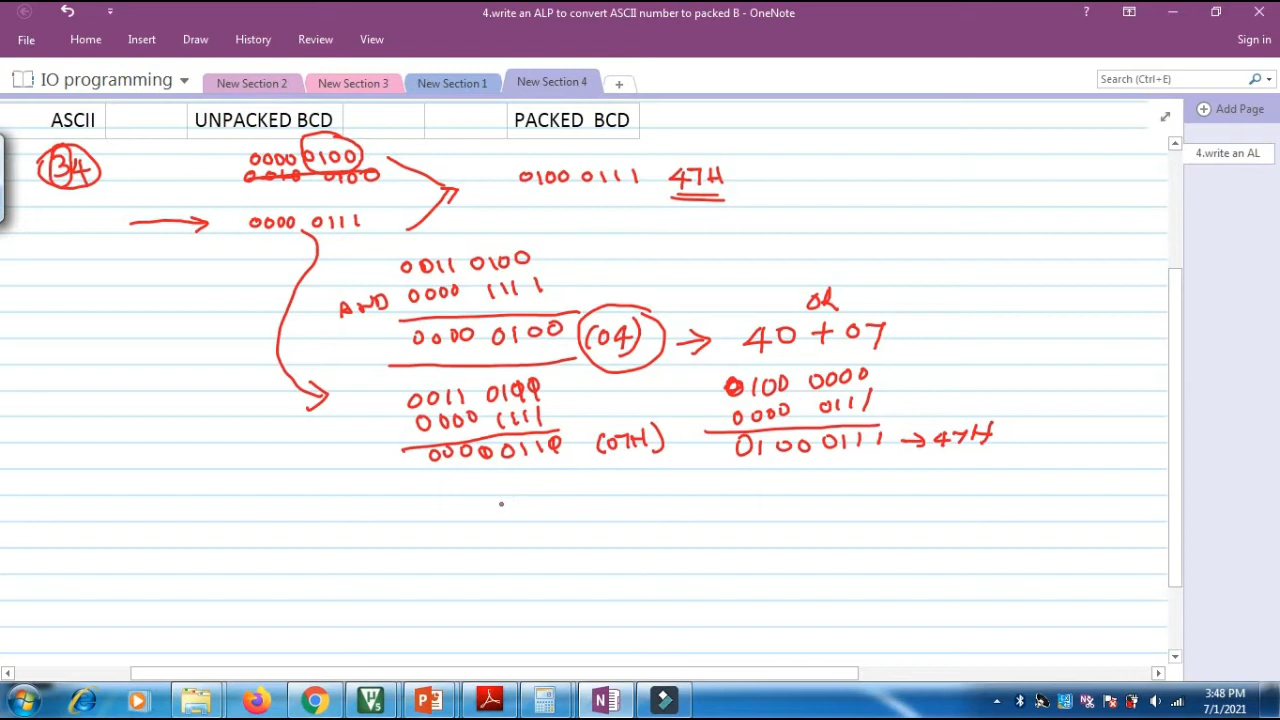 4.write an ALP to convert ASCII number to packed B - OneNote
File Home Insert Draw History Review View
Sign in
IO programming New Section 2 New Section 3 New Section 1 New Section 4
Search (Ctrl+E)
Add Page
4.write an AL
ASCII UNPACKED BCD PACKED BCD
34 0000 0100
0100 0111 47H
0000 0111
0011 0100
AND 0000 1111
OR
0000 0100 (04) → 40 + 07
0100 0000
0011
0000 0111
0000 1111
0100 0111 → 47H
(07H)
3:48 PM
7/1/2021